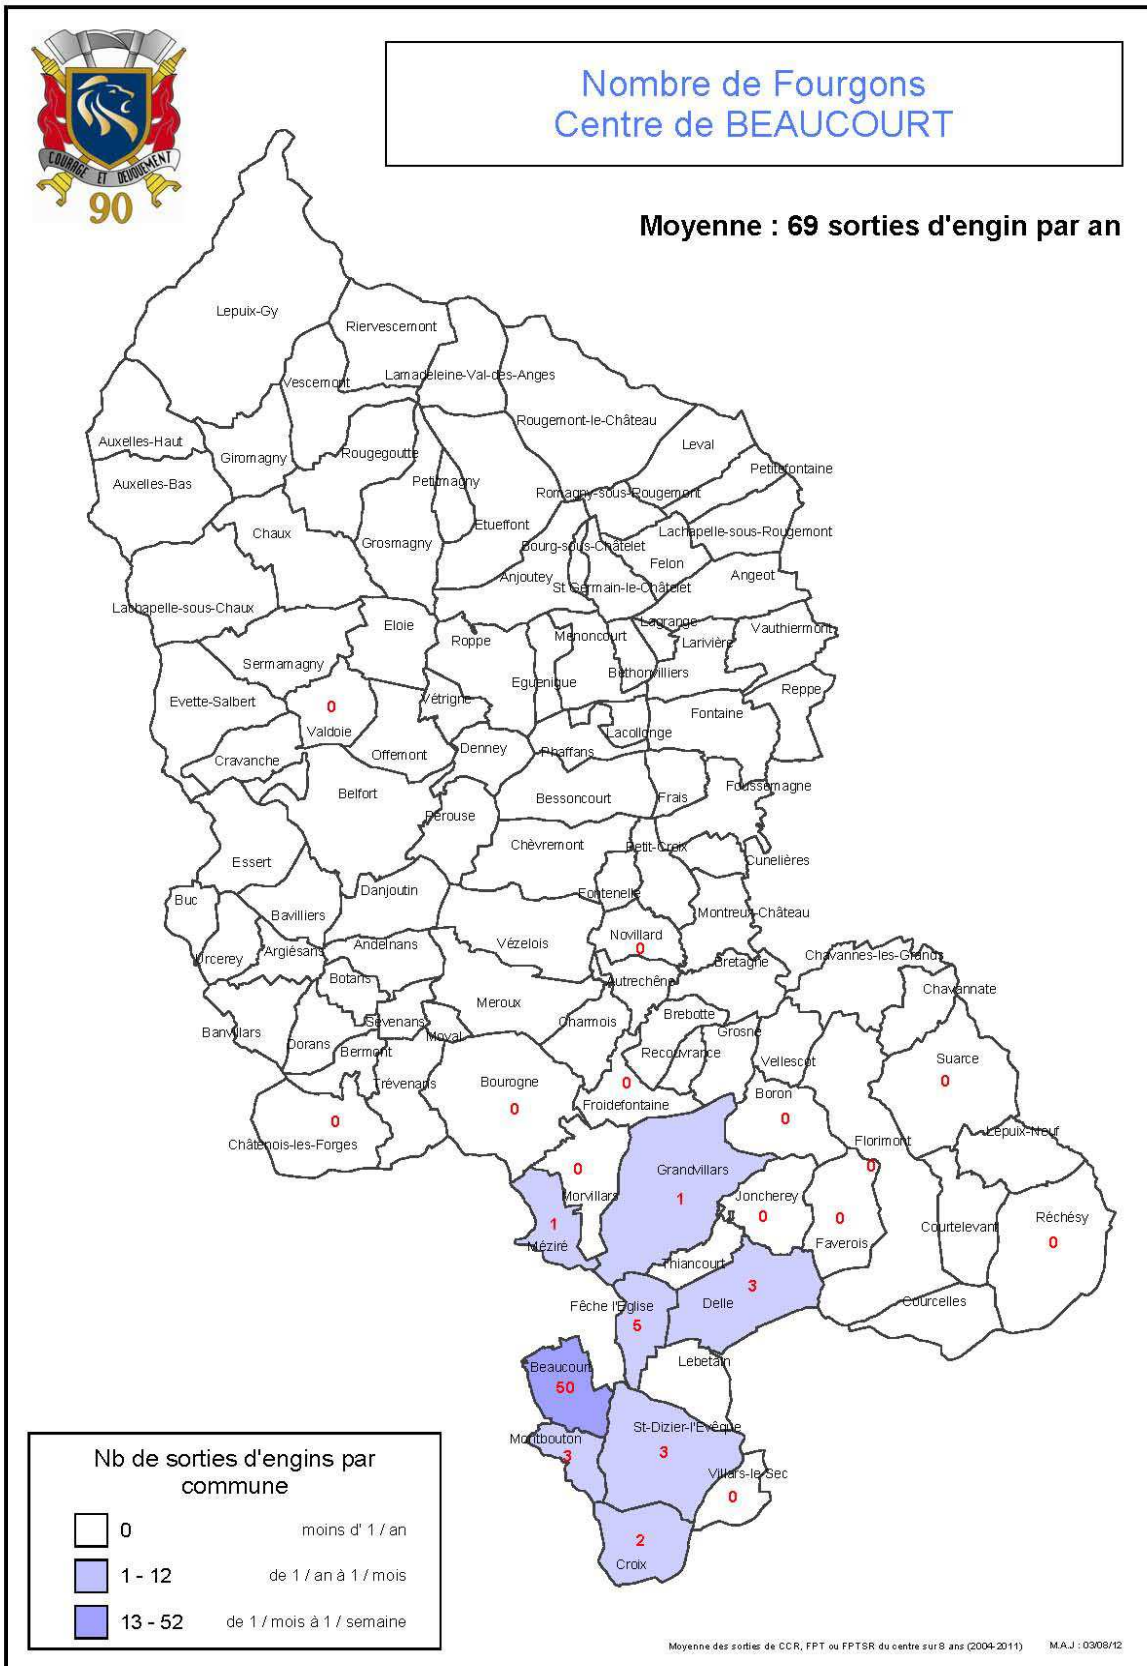 COURAGE ET DEVOUEMENT
90
Nombre de Fourgons
Centre de BEAUCOURT
Moyenne : 69 sorties d'engin par an
Lepuix-Gy
Riervescemont
Vescemont
Lamadeleine-Val-des-Anges
Rougemont-le-Château
Auxelles-Haut
Giromagny
Rougegoutte
Leval
Petitefontaine
Auxelles-Bas
Petitmagny
Romagny-sous-Rougemont
Etueffont
Chaux
Grosmagny
Lachapelle-sous-Rougemont
Bourg-sous-Châtelet
Felon
Anjoutey
St Germain-le-Châtelet
Angeot
Lachapelle-sous-Chaux
Eloie
Roppe
Menoncourt
Lagrange
Larivière
Vauthiermont
Sermamagny
Evette-Salbert
0
Valdoie
Vétrigne
Eguenigue
Bethonvilliers
Reppe
Fontaine
Lacollonge
Cravanche
Offemont
Denney
Phaffans
Belfort
Bessoncourt
Frais
Foussemagne
Pérouse
Chèvremont
Petit-Croix
Cunelières
Essert
Danjoutin
Fontenelle
Buc
Bavilliers
Montreux-Château
Urcerey
Argiésans
Andelnans
Vézelois
Novillard
0
Bretagne
Chavannes-les-Grands
Chavannate
Botans
Autrechêne
Meroux
Banvillars
Dorans
Sévenans
Moval
Charmois
Brebotte
Grosne
Bermont
Recouvrance
Vellescot
Suarce
0
Trévenans
Bourogne
0
0
Froidefontaine
Boron
0
Châtenois-les-Forges
0
Florimont
0
Lepuix-Neuf
0
Morvillars
Grandvillars
1
Joncherey
0
0
Faverois
Courtelevant
Réchésy
0
1
Méziré
Thiancourt
Fêche l'Eglise
5
3
Delle
Courcelles
Beaucourt
50
Lebetain
Montbouton
3
St-Dizier-l'Evêque
3
Villars-le-Sec
0
2
Croix
Nb de sorties d'engins par
commune
0 moins d' 1 / an
1 - 12 de 1 / an à 1 / mois
13 - 52 de 1 / mois à 1 / semaine
Moyenne des sorties de CCR, FPT ou FPTSR du centre sur 8 ans (2004-2011) M.A.J : 03/08/12